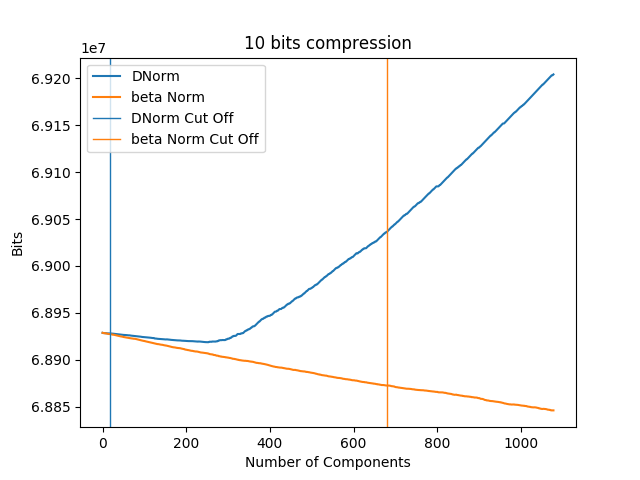 10 bits compression
1e7
6.920
6.915
6.910
6.905
6.900
6.895
6.890
6.885
Bits
DNorm
beta Norm
DNorm Cut Off
beta Norm Cut Off
0 200 400 600 800 1000
Number of Components